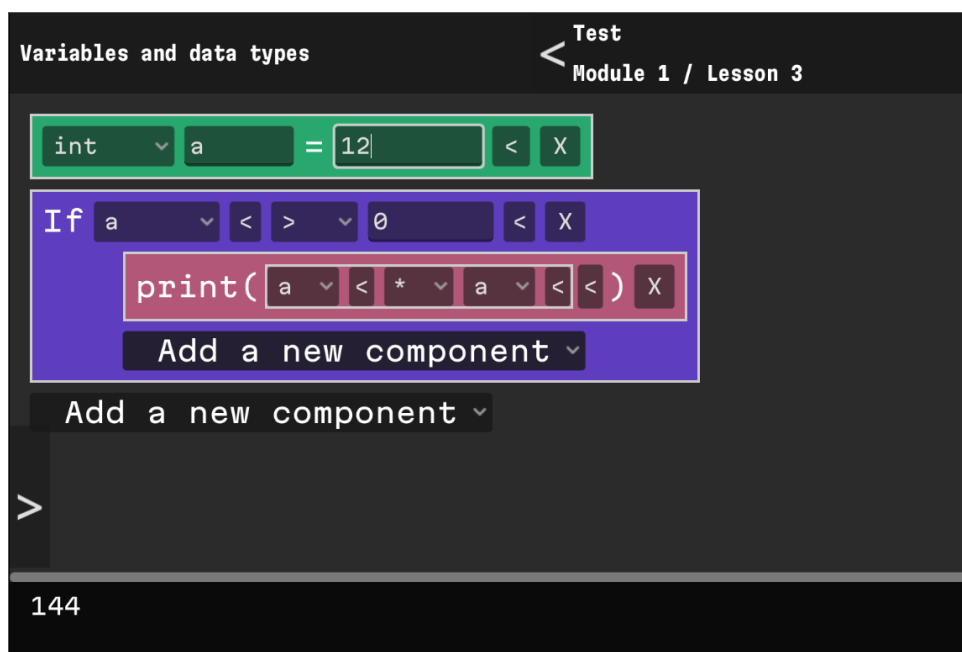 Variables and data types
< Test
Module 1 / Lesson 3
int a = 12 < X
If a < > 0 < X
print( a < * a < < ) X
Add a new component
Add a new component
>
144